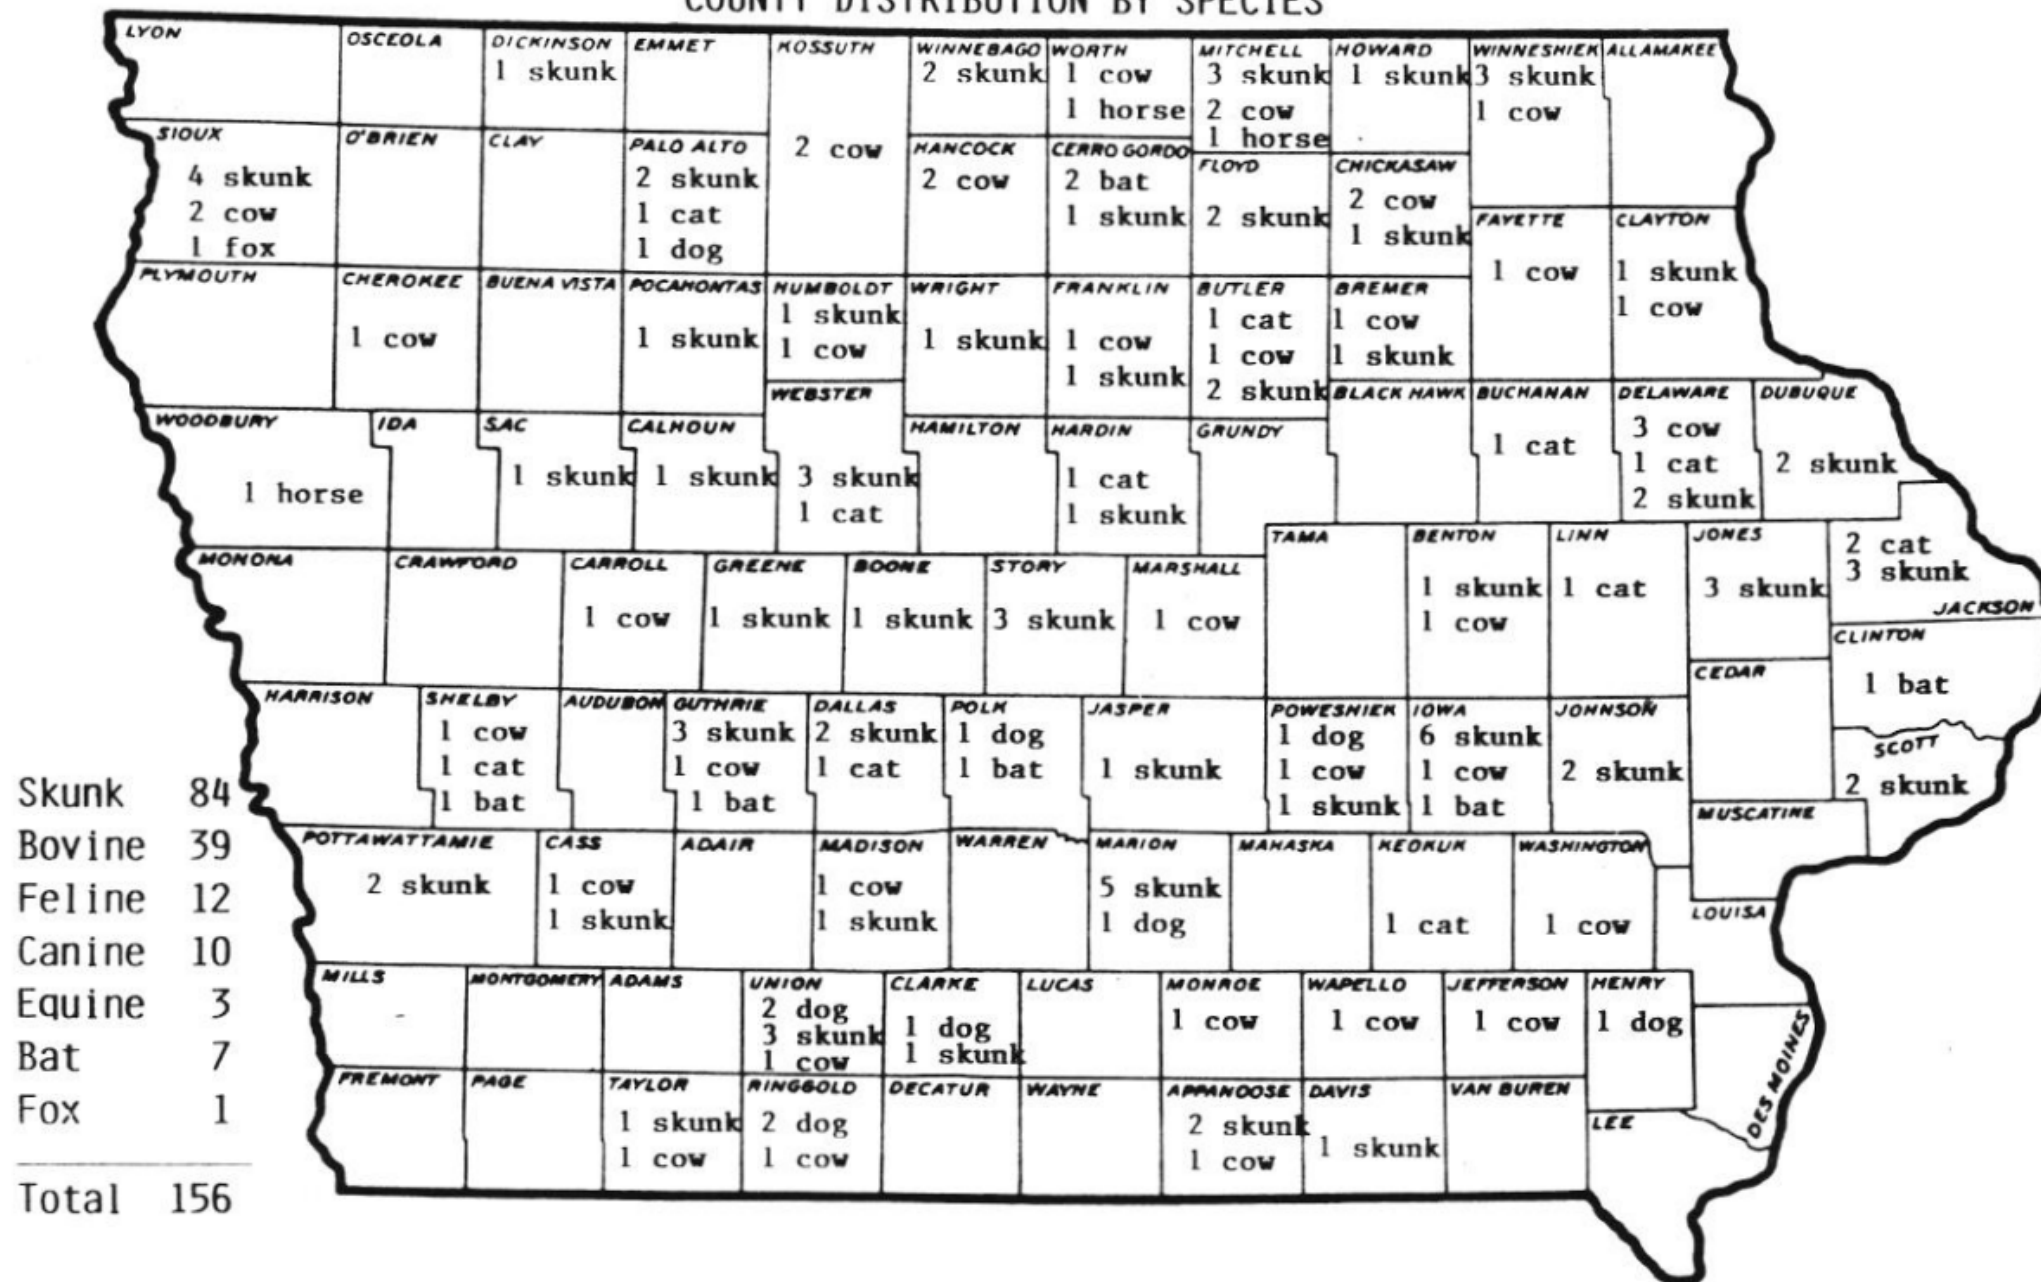 COUNTY DISTRIBUTION BY SPECIES
LYON
OSCEOLA
DICKINSON
1 skunk
EMMET
KOSSUTH
2 cow
WINNEBAGO
2 skunk
WORTH
1 cow
1 horse
MITCHELL
3 skunk
2 cow
1 horse
HOWARD
1 skunk
WINNESHIEK
3 skunk
1 cow
ALLAMAKEE
SIOUX
4 skunk
2 cow
1 fox
O'BRIEN
CLAY
PALO ALTO
2 skunk
1 cat
1 dog
HANCOCK
2 cow
CERRO GORDO
2 bat
1 skunk
FLOYD
2 skunk
CHICKASAW
2 cow
1 skunk
FAYETTE
1 cow
CLAYTON
1 skunk
1 cow
PLYMOUTH
CHEROKEE
1 cow
BUENA VISTA
POCAHONTAS
1 skunk
HUMBOLDT
1 skunk
1 cow
WRIGHT
1 skunk
FRANKLIN
1 cow
1 skunk
BUTLER
1 cat
1 cow
2 skunk
BREMER
1 cow
1 skunk
WOODBURY
1 horse
IDA
SAC
1 skunk
CALHOUN
1 skunk
WEBSTER
3 skunk
1 cat
HAMILTON
HARDIN
1 cat
1 skunk
GRUNDY
BLACK HAWK
BUCHANAN
1 cat
DELAWARE
3 cow
1 cat
2 skunk
DUBUQUE
2 skunk
MONONA
CRAWFORD
CARROLL
1 cow
GREENE
1 skunk
BOONE
1 skunk
STORY
3 skunk
MARSHALL
1 cow
TAMA
BENTON
1 skunk
1 cow
LINN
1 cat
JONES
3 skunk
2 cat
3 skunk
JACKSON
CLINTON
1 bat
CEDAR
HARRISON
SHELBY
1 cow
1 cat
1 bat
AUDUBON
GUTHRIE
3 skunk
1 cow
1 bat
DALLAS
2 skunk
1 cat
POLK
1 dog
1 bat
JASPER
1 skunk
POWESHIEK
1 dog
1 cow
1 skunk
IOWA
6 skunk
1 cow
1 bat
JOHNSON
2 skunk
SCOTT
2 skunk
MUSCATINE
POTTAWATTAMIE
2 skunk
CASS
1 cow
1 skunk
ADAIR
MADISON
1 cow
1 skunk
WARREN
MARION
5 skunk
1 dog
MAHASKA
KEOKUK
1 cat
WASHINGTON
1 cow
LOUISA
MILLS
MONTGOMERY
ADAMS
UNION
2 dog
3 skunk
1 cow
CLARKE
1 dog
1 skunk
LUCAS
MONROE
1 cow
WAPELLO
1 cow
JEFFERSON
1 cow
HENRY
1 dog
DES MOINES
FREMONT
PAGE
TAYLOR
1 skunk
1 cow
RINGGOLD
2 dog
1 cow
DECATUR
WAYNE
APPANOOSE
2 skunk
1 cow
DAVIS
1 skunk
VAN BUREN
LEE
Skunk 84
Bovine 39
Feline 12
Canine 10
Equine 3
Bat 7
Fox 1
Total 156